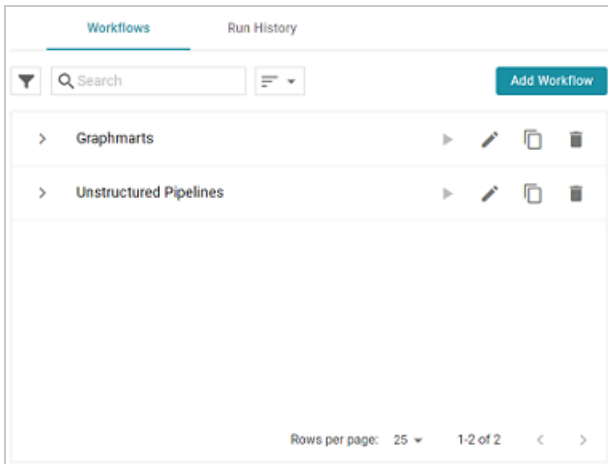 Workflows Run History
Search Add Workflow
Graphmarts
Unstructured Pipelines
Rows per page: 25 1-2 of 2